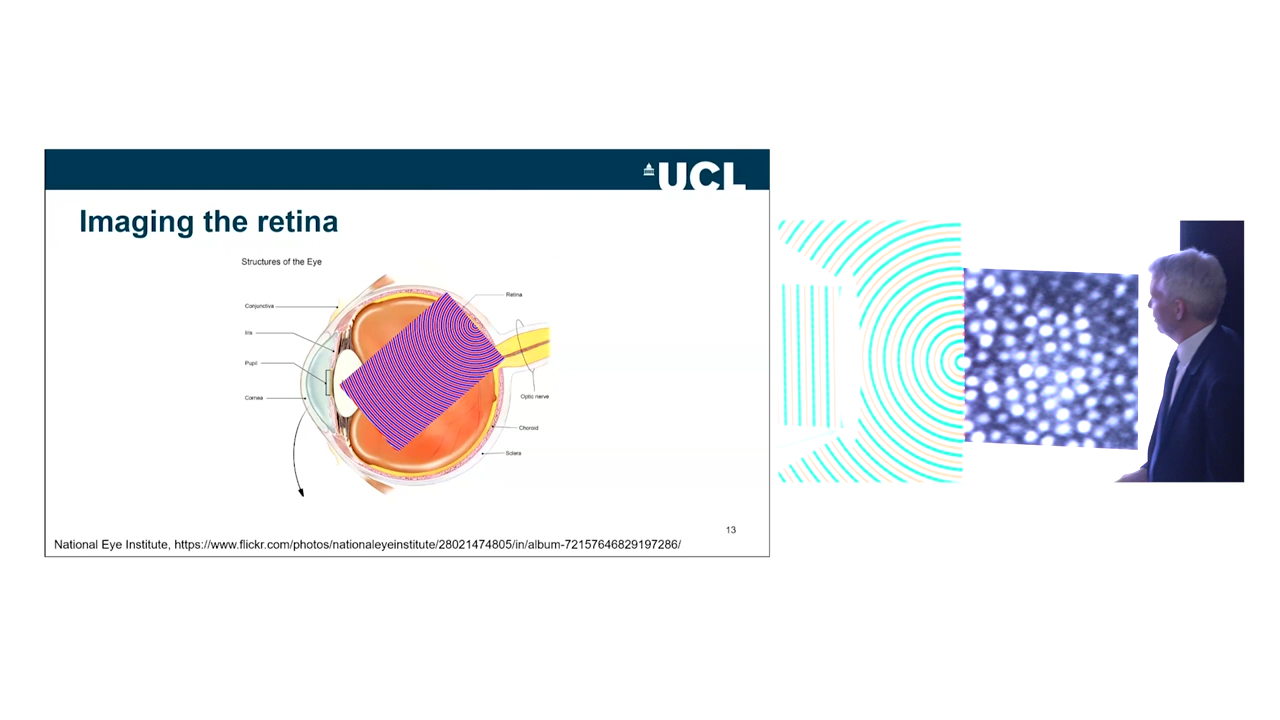 UCL
Imaging the retina
Structures of the Eye
Conjunctiva
Retina
Iris
Pupil
Cornea
Optic nerve
Choroid
Sclera
13
National Eye Institute, https://www.flickr.com/photos/nationaleyeinstitute/28021474805/in/album-72157646829197286/